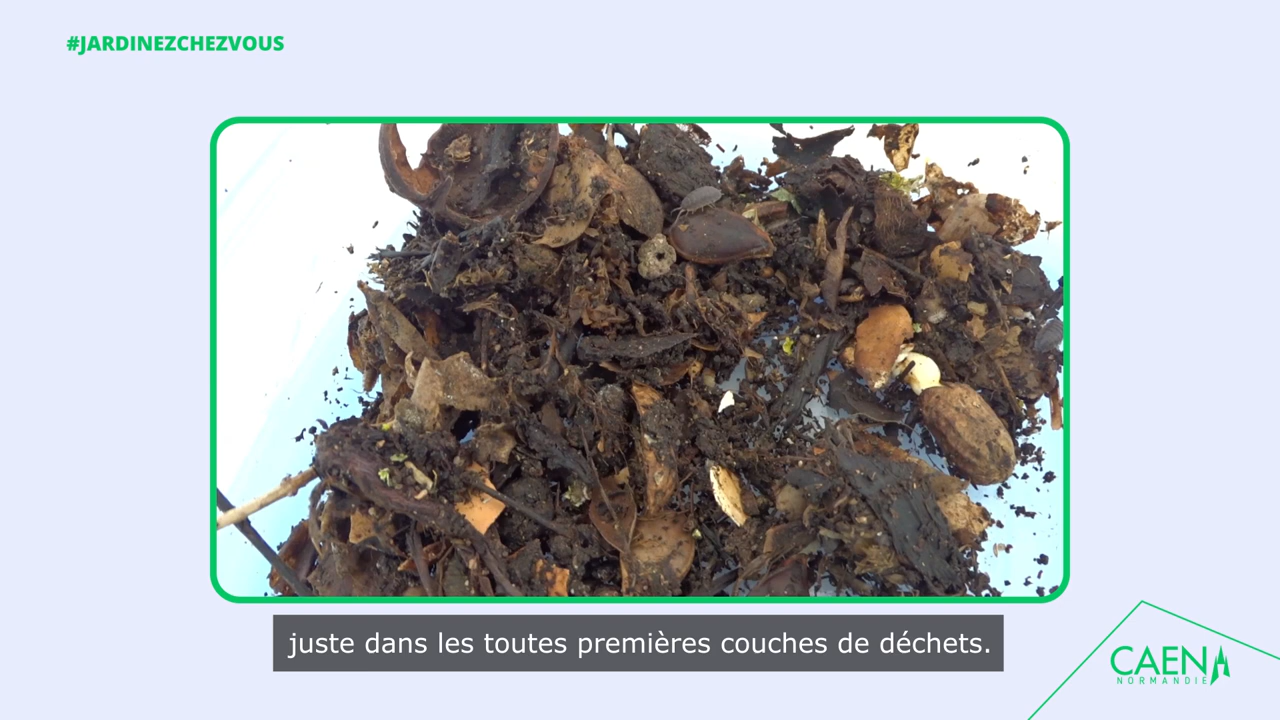 #JARDINEZCHEZVOUS
juste dans les toutes premières couches de déchets.
CAEN
NORMANDIE